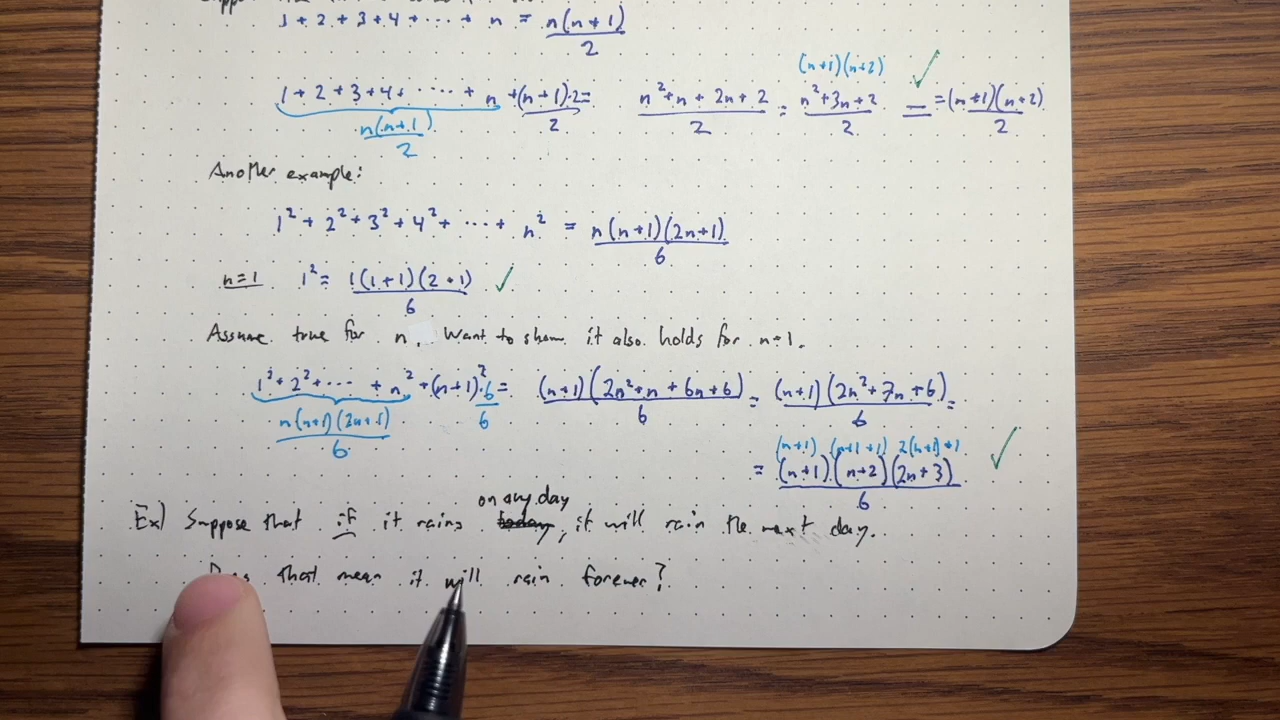 1 + 2 + 3 + 4 + ⋯ + n = n(n+1)/2
(n+1)(n+2) ✓
1 + 2 + 3 + 4 + ⋯ + n + (n+1)·2/2 = (n²+n+2n+2)/2 = (n²+3n+2)/2 = (n+1)(n+2)/2
n(n+1)/2
Another example:
1² + 2² + 3² + 4² + ⋯ + n² = n(n+1)(2n+1)/6
n=1 1² = 1(1+1)(2+1)/6 ✓
Assume true for n. Want to show it also holds for n+1.
1² + 2² + ⋯ + n² + (n+1)²·6/6 = (n+1)(2n²+n+6n+6)/6 = (n+1)(2n²+7n+6)/6 =
n(n+1)(2n+1)/6
(n+1) (n+1+1) 2(n+1)+1
= (n+1)(n+2)(2n+3)/6 ✓
on any day
Ex) Suppose that if it rains today, it will rain the next day.
that mean it will rain forever?